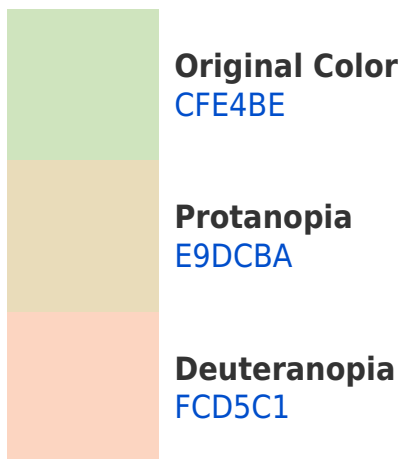 Original Color
CFE4BE
Protanopia
E9DCBA
Deuteranopia
FCD5C1